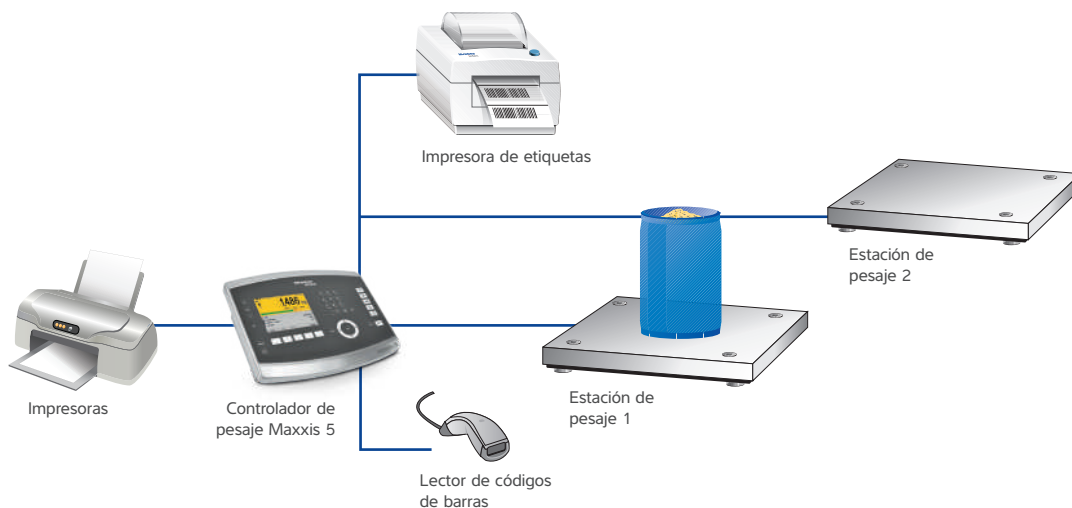 Impresora de etiquetas
Estación de
pesaje 2
Impresoras
Controlador de
pesaje Maxxis 5
Estación de
pesaje 1
Lector de códigos
de barras
1486